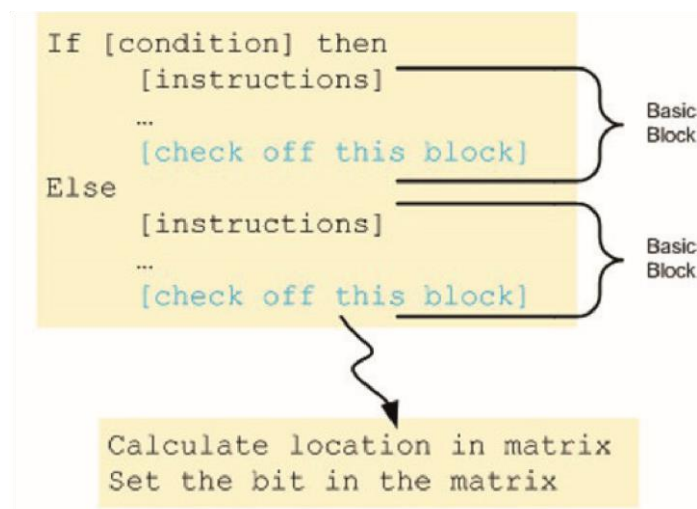 If [condition] then
[instructions]
…
[check off this block]
Else
[instructions]
…
[check off this block]
Basic
Block
Basic
Block
Calculate location in matrix
Set the bit in the matrix